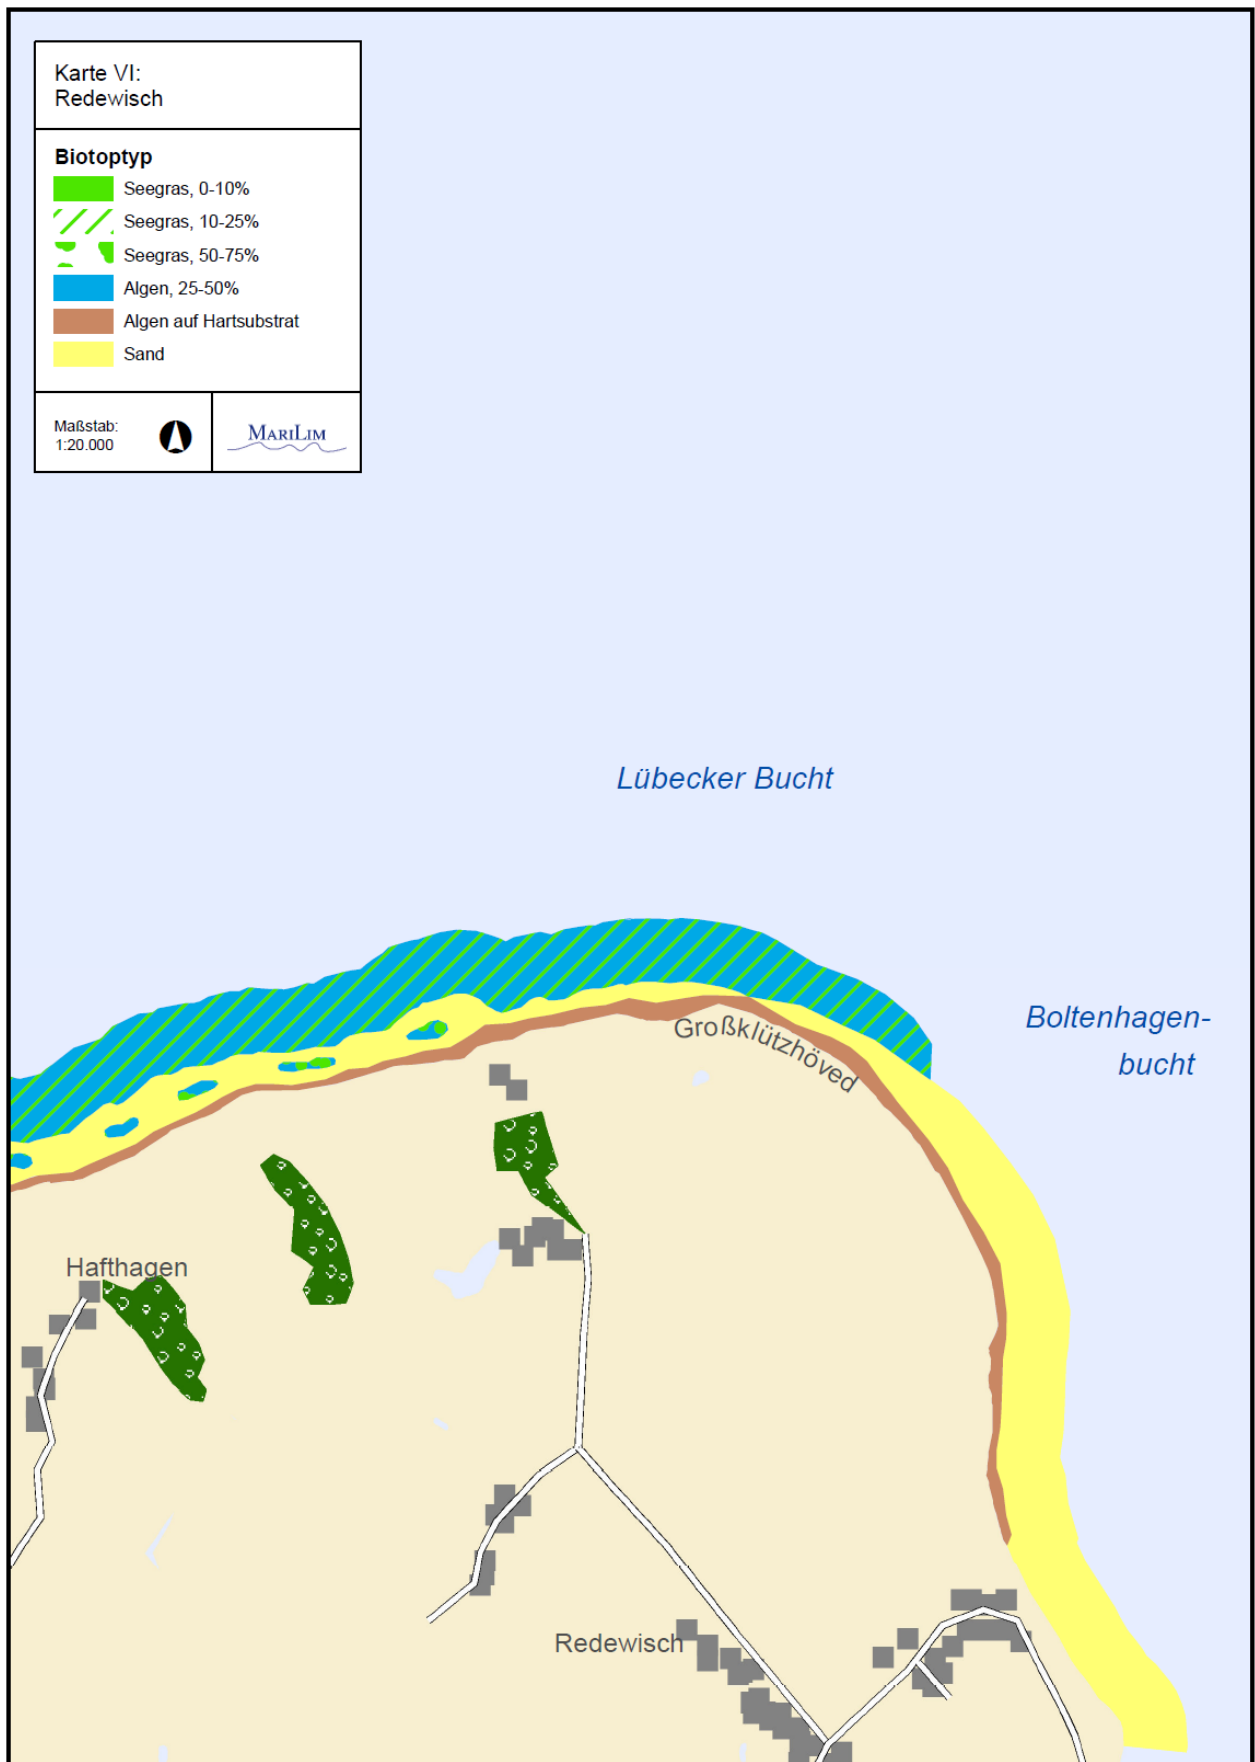 Karte VI:
Redewisch
Biotoptyp
Seegras, 0-10%
Seegras, 10-25%
Seegras, 50-75%
Algen, 25-50%
Algen auf Hartsubstrat
Sand
Maßstab:
1:20.000
MARILIM
Lübecker Bucht
Boltenhagen-
bucht
Großklützhöved
Hafthagen
Redewisch